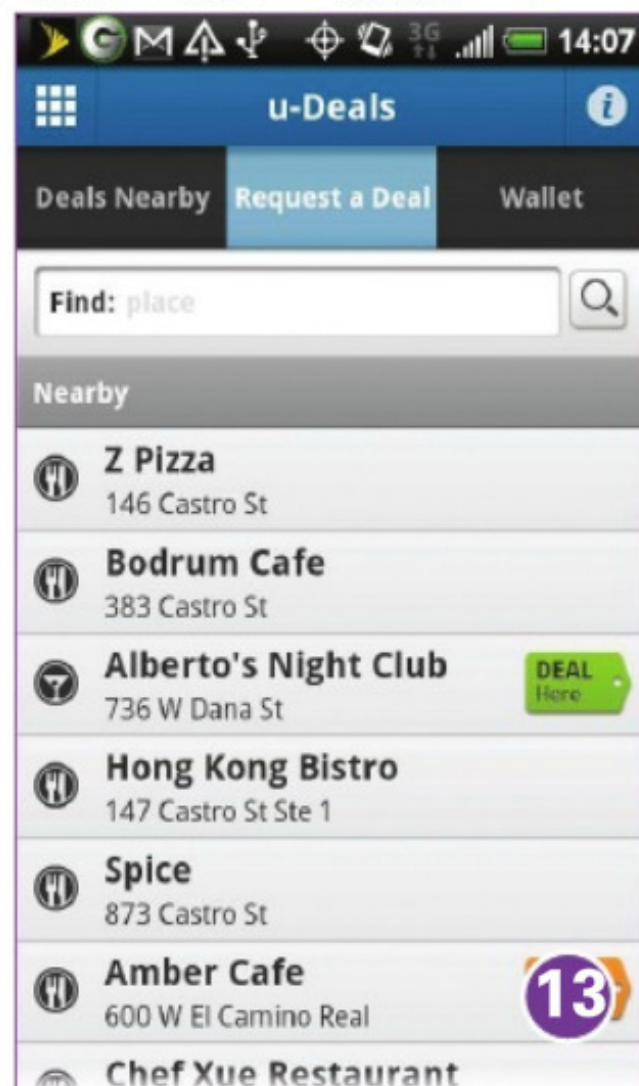 3G 14:07
u-Deals
Deals Nearby Request a Deal Wallet
Find: place
Nearby
Z Pizza
146 Castro St
Bodrum Cafe
383 Castro St
Alberto's Night Club
DEAL
Here
736 W Dana St
Hong Kong Bistro
147 Castro St Ste 1
Spice
873 Castro St
Amber Cafe
13
600 W El Camino Real
Chef Xue Restaurant